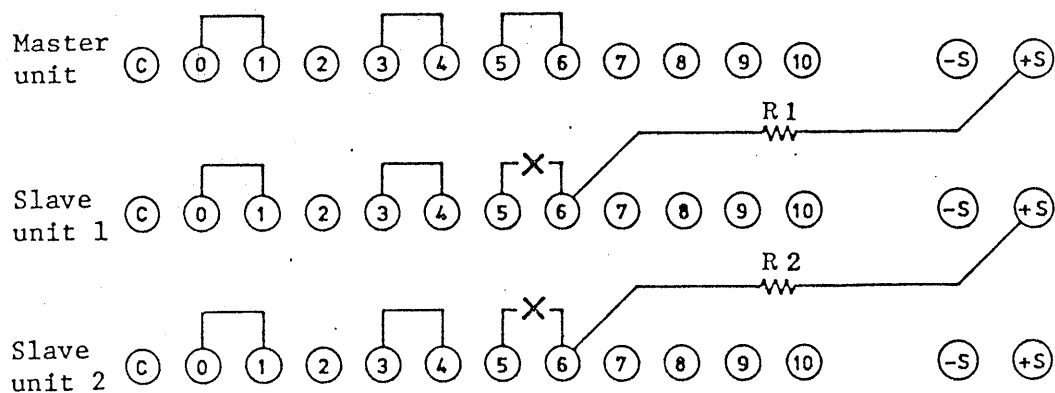 Master
unit
C 0 1 2 3 4 5 6 7 8 9 10 -S +S
R 1
Slave
unit 1
C 0 1 2 3 4 5 6 7 8 9 10 -S +S
R 2
Slave
unit 2
C 0 1 2 3 4 5 6 7 8 9 10 -S +S